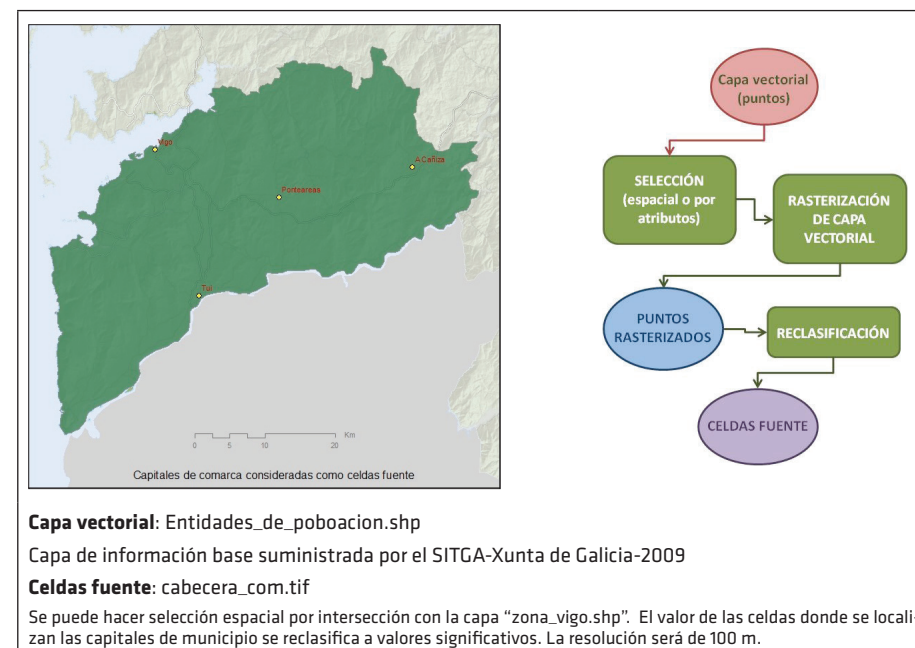 Vigo
A Cañiza
Ponteareas
Tui
Km
0 5 10 20
Capitales de comarca consideradas como celdas fuente
Capa vectorial
(puntos)
SELECCIÓN
(espacial o por
atributos)
RASTERIZACIÓN
DE CAPA
VECTORIAL
PUNTOS
RASTERIZADOS
RECLASIFICACIÓN
CELDAS FUENTE
Capa vectorial: Entidades_de_poboacion.shp
Capa de información base suministrada por el SITGA-Xunta de Galicia-2009
Celdas fuente: cabecera_com.tif
Se puede hacer selección espacial por intersección con la capa “zona_vigo.shp”. El valor de las celdas donde se locali-
zan las capitales de municipio se reclasifica a valores significativos. La resolución será de 100 m.